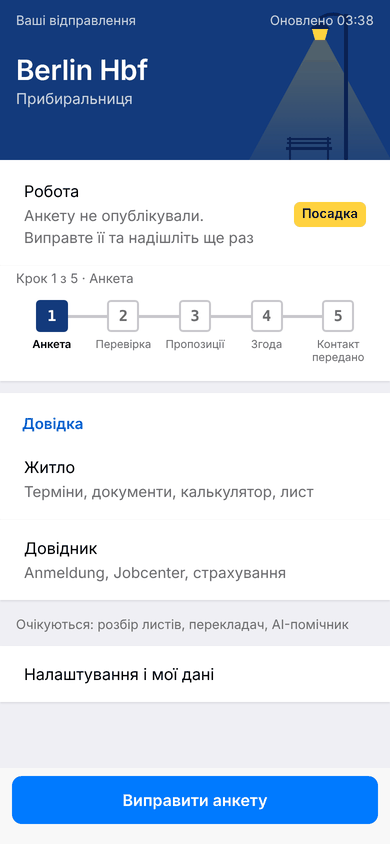 Ваші відправлення
Оновлено 03:38
Berlin Hbf
Прибиральниця
Робота
Анкету не опублікували.
Виправте її та надішліть ще раз
Посадка
Крок 1 з 5 · Анкета
1
2
3
4
5
Анкета
Перевірка
Пропозиції
Згода
Контакт
передано
Довідка
Житло
Терміни, документи, калькулятор, лист
Довідник
Anmeldung, Jobcenter, страхування
Очікуються: розбір листів, перекладач, AI-помічник
Налаштування і мої дані
Виправити анкету